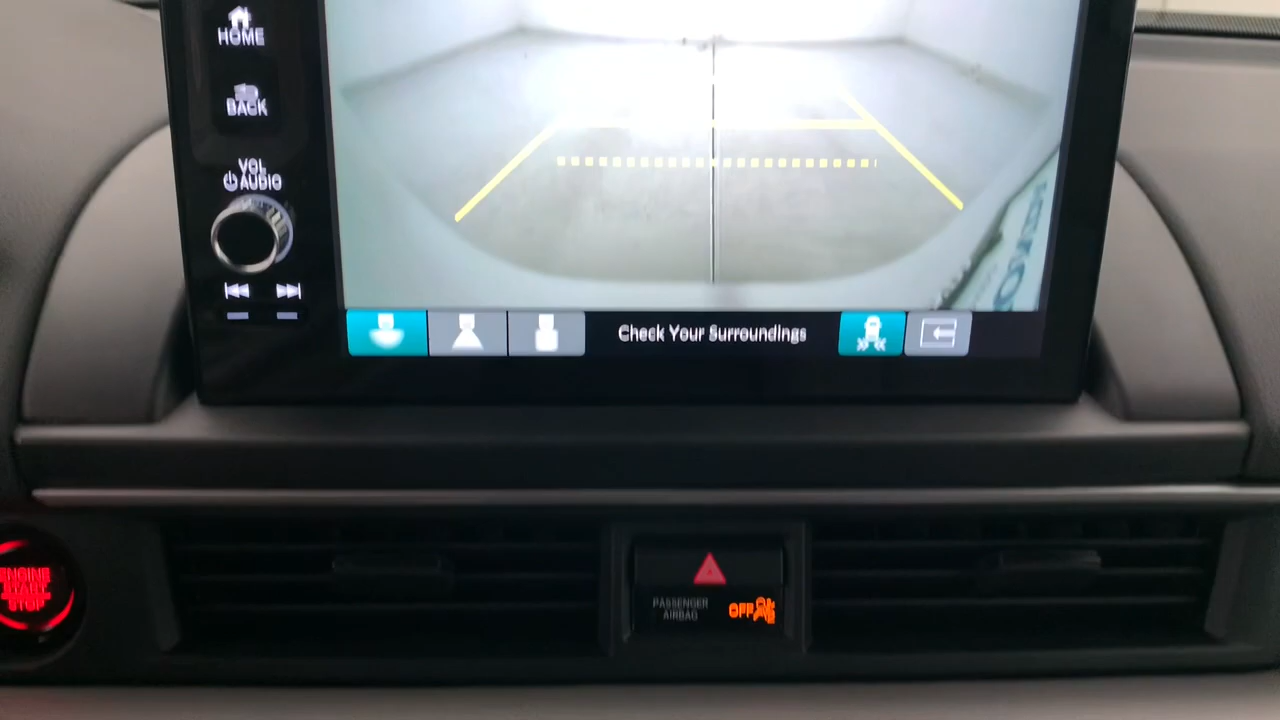 HOME
BACK
VOL
AUDIO
Check Your Surroundings
ENGINE
START
STOP
PASSENGER
AIRBAG
OFF